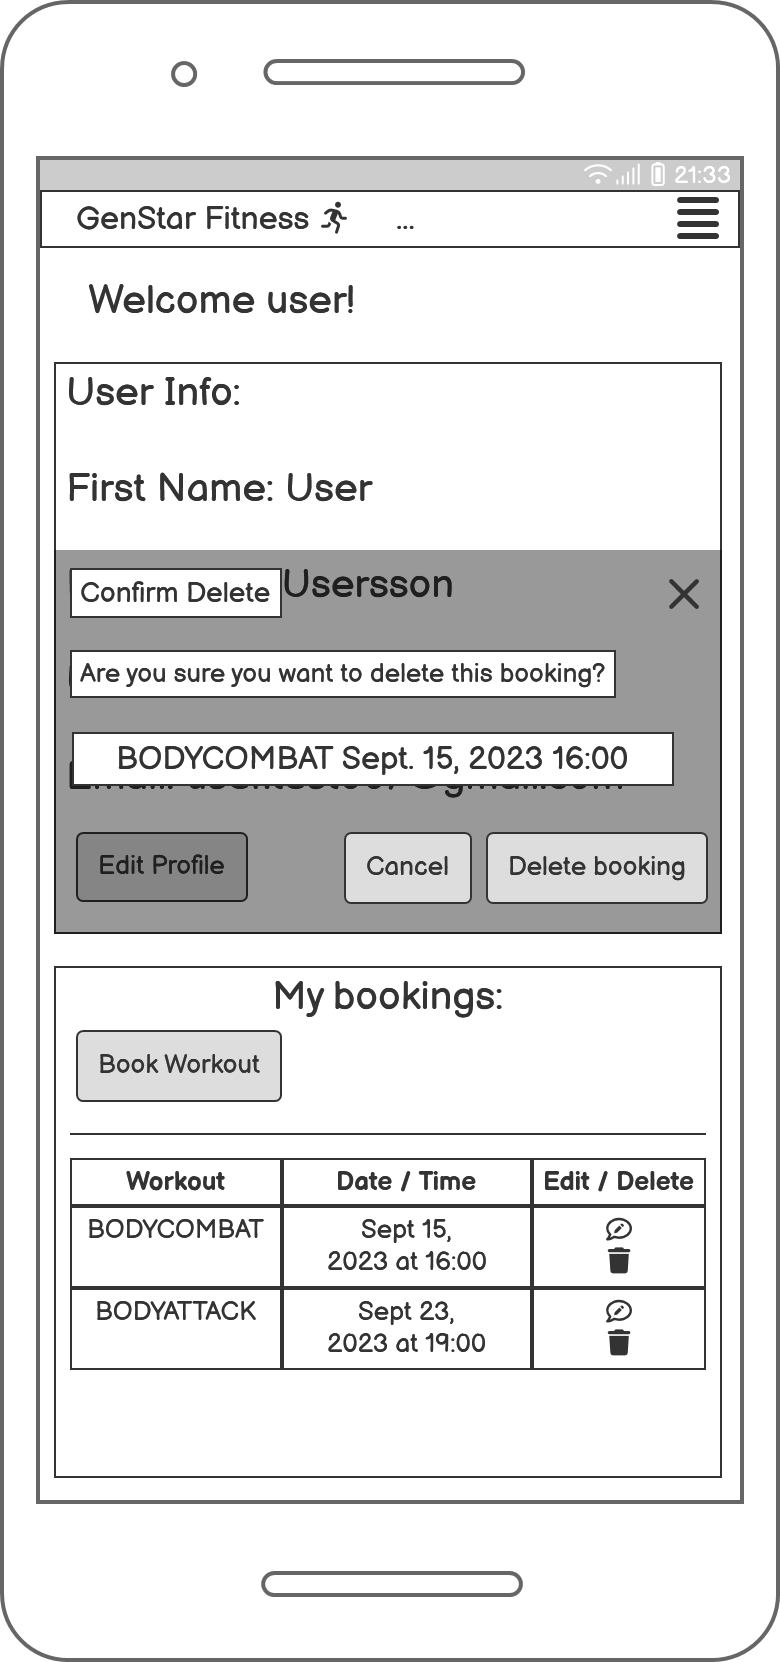 21:33
GenStar Fitness ...
Welcome user!
User Info:
First Name: User
Confirm Delete Usersson
Are you sure you want to delete this booking?
BODYCOMBAT Sept. 15, 2023 16:00
Edit Profile Cancel Delete booking
My bookings:
Book Workout
Workout Date / Time Edit / Delete
BODYCOMBAT Sept 15,
2023 at 16:00
BODYATTACK Sept 23,
2023 at 19:00